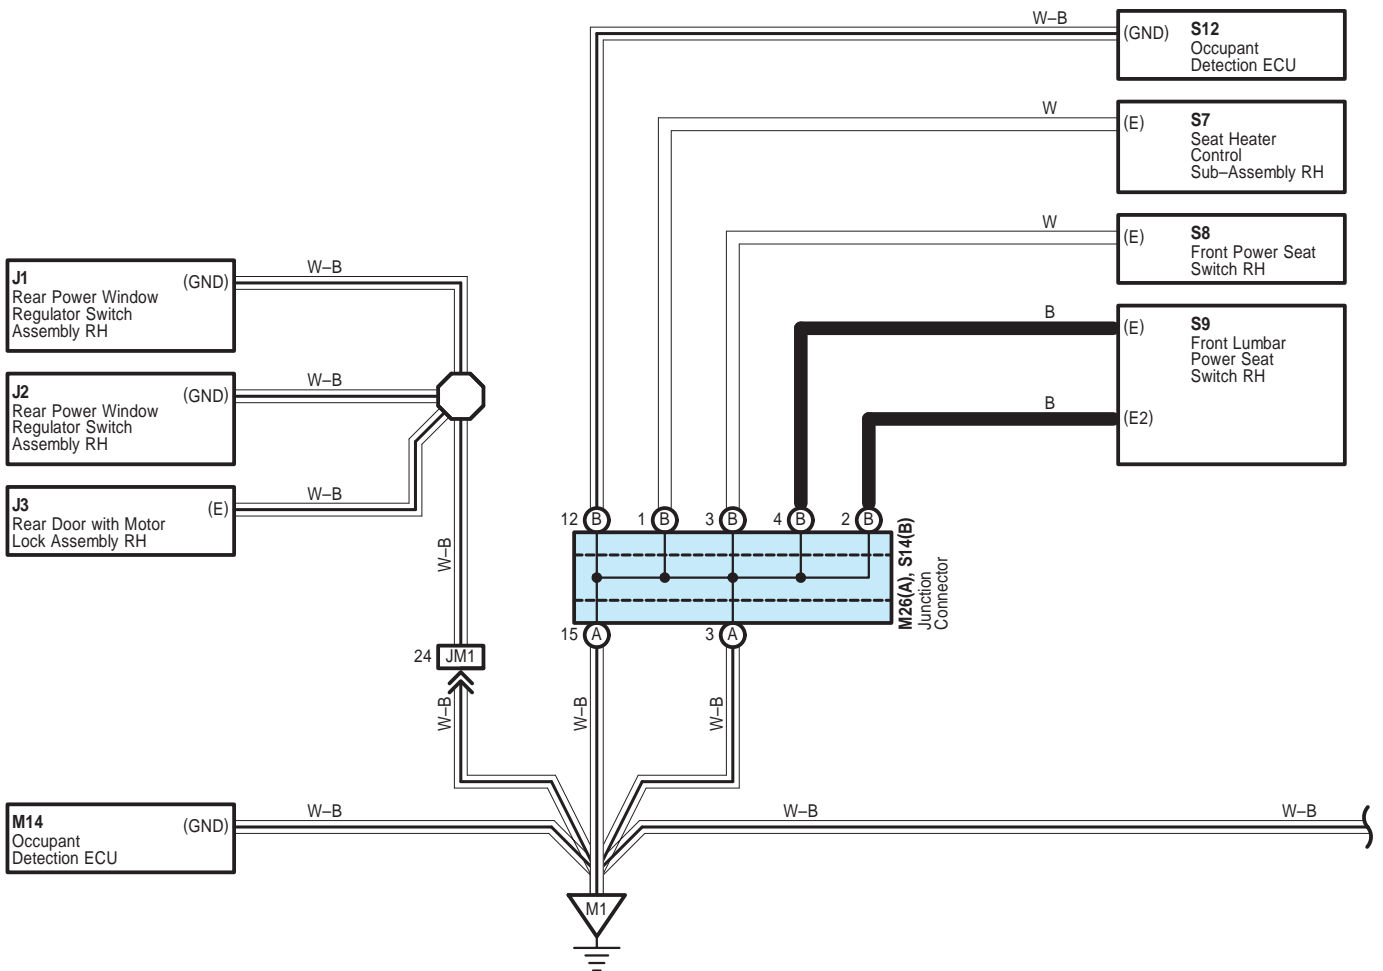 W–B
(GND)
S12
Occupant
Detection ECU
W
(E)
S7
Seat Heater
Control
Sub–Assembly RH
W
(E)
S8
Front Power Seat
Switch RH
B
(E)
S9
Front Lumbar
Power Seat
Switch RH
B
(E2)
J1
(GND)
Rear Power Window
Regulator Switch
Assembly RH
W–B
J2
(GND)
Rear Power Window
Regulator Switch
Assembly RH
W–B
J3
(E)
Rear Door with Motor
Lock Assembly RH
W–B
W–B
12 B
1 B
3 B
4 B
2 B
M26(A), S14(B)
Junction
Connector
15 A
3 A
24 JM1
W–B
W–B
W–B
M14
(GND)
Occupant
Detection ECU
W–B
W–B
W–B
M1